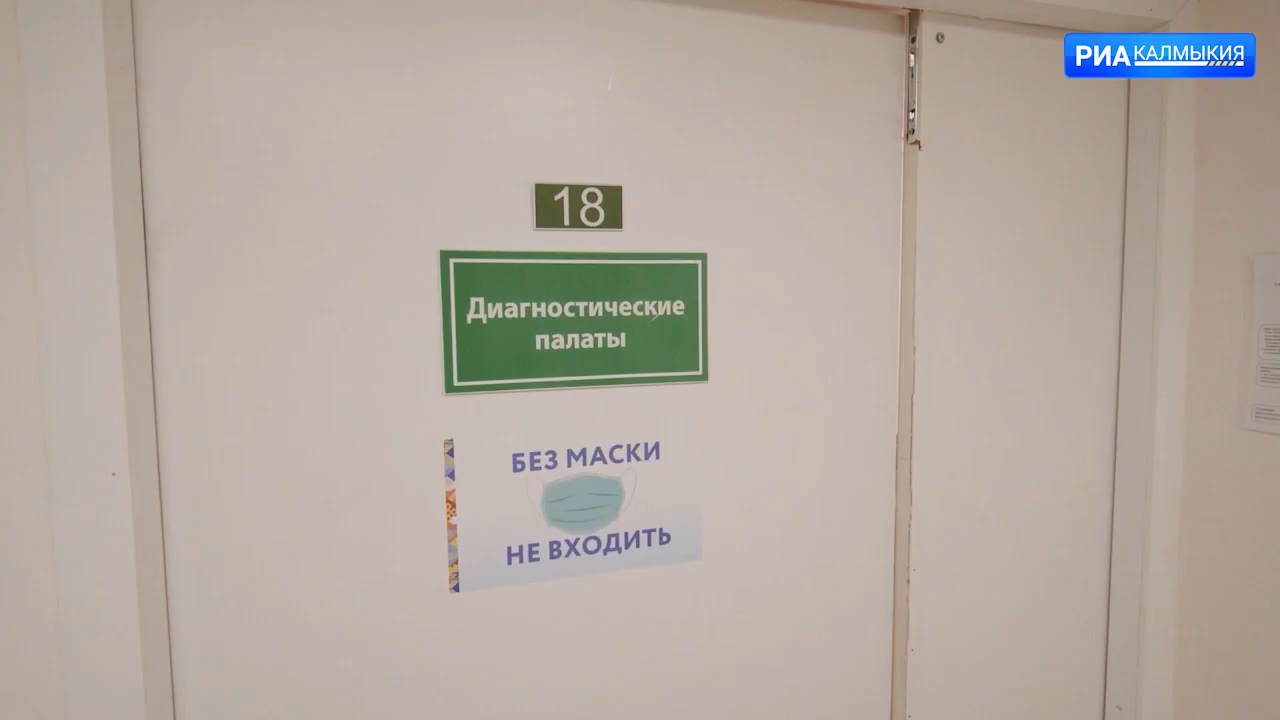 РИА КАЛМЫКИЯ
18
Диагностические
палаты
БЕЗ МАСКИ
НЕ ВХОДИТЬ